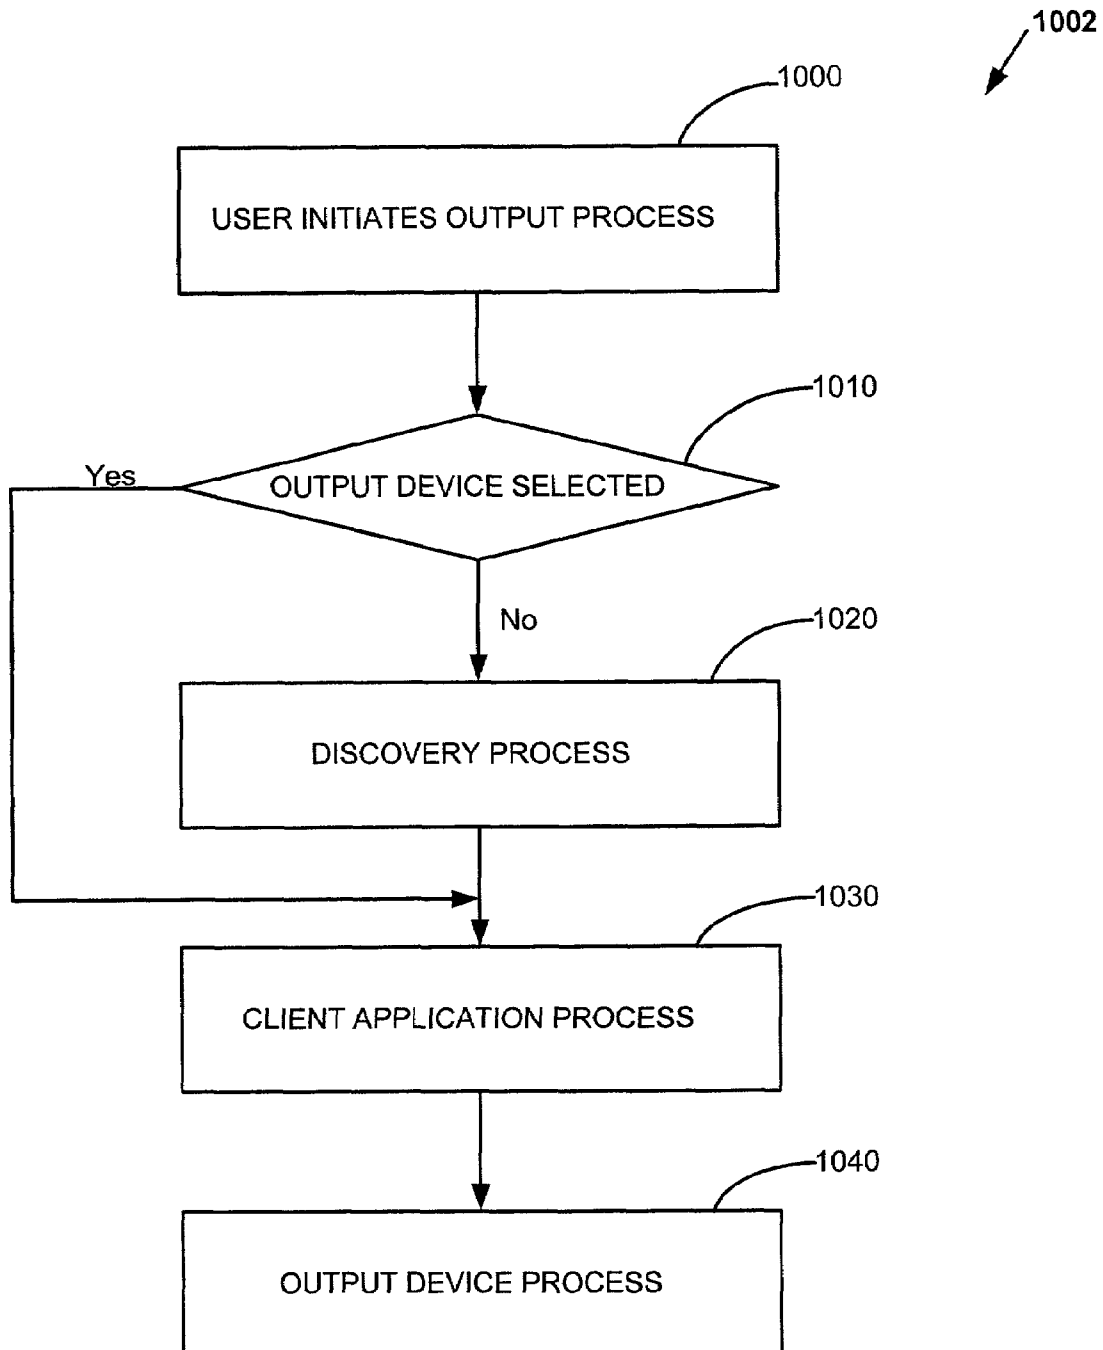 1002
1000
USER INITIATES OUTPUT PROCESS
1010
Yes
OUTPUT DEVICE SELECTED
No
1020
DISCOVERY PROCESS
1030
CLIENT APPLICATION PROCESS
1040
OUTPUT DEVICE PROCESS